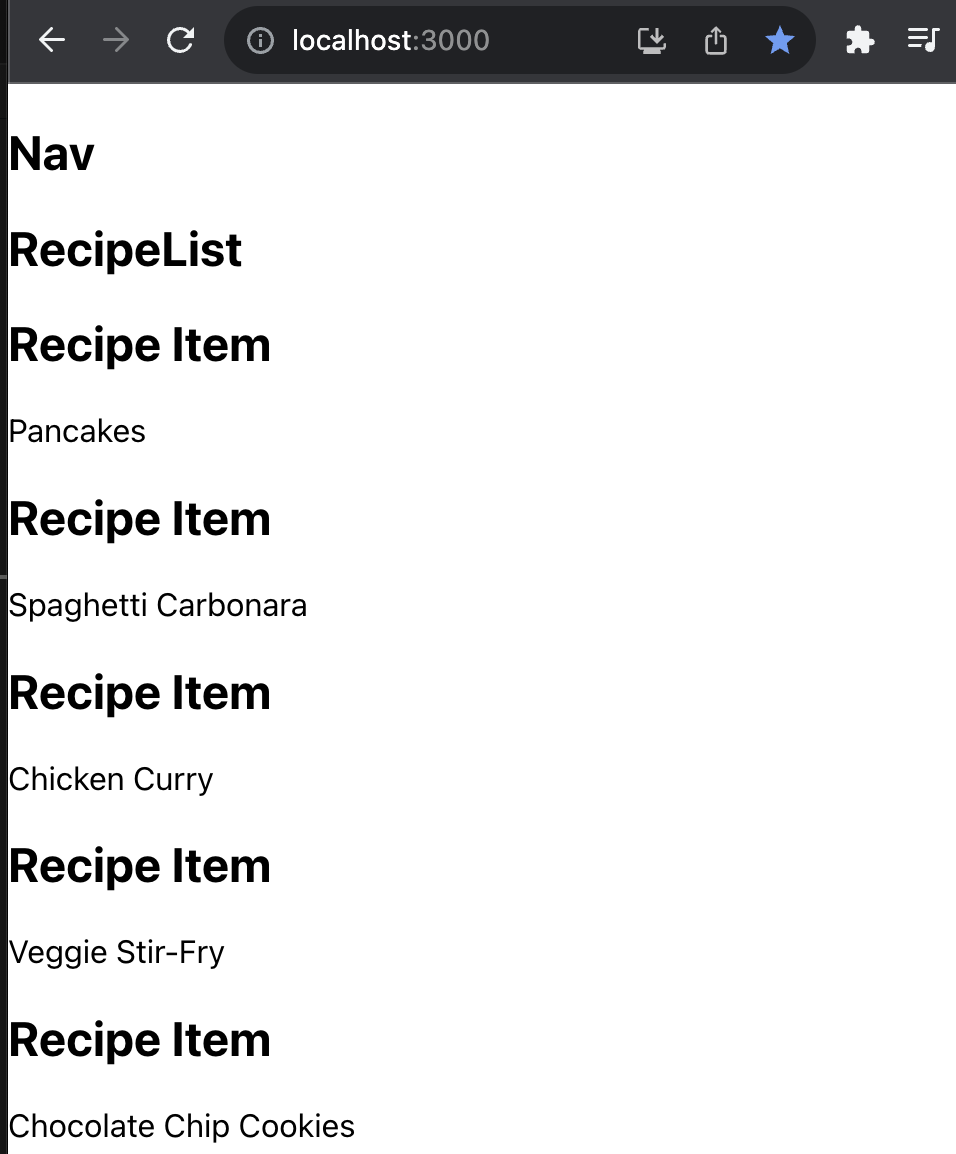 localhost:3000
Nav
RecipeList
Recipe Item
Pancakes
Recipe Item
Spaghetti Carbonara
Recipe Item
Chicken Curry
Recipe Item
Veggie Stir-Fry
Recipe Item
Chocolate Chip Cookies